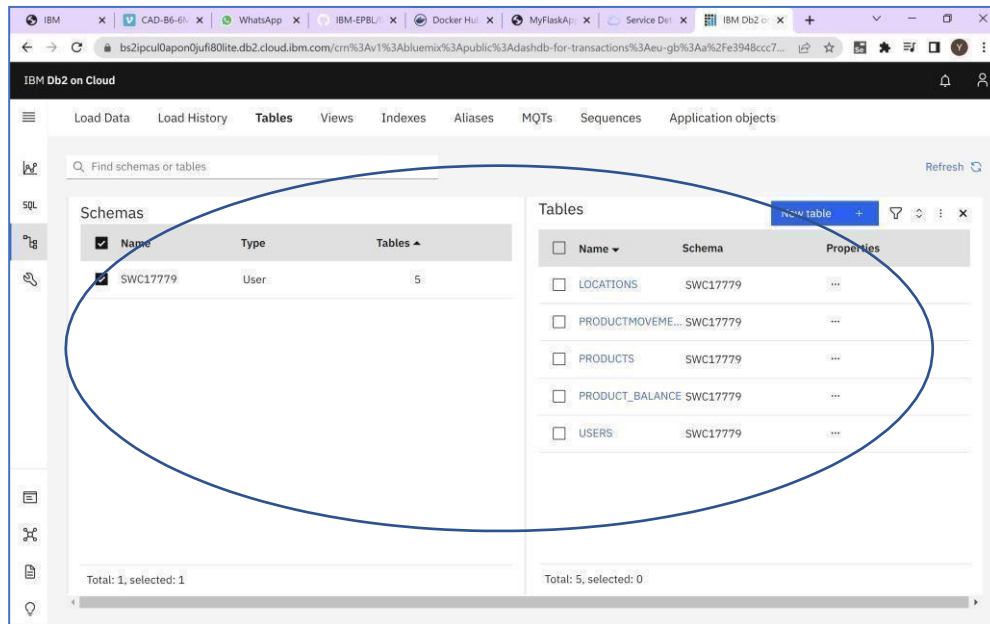 IBM CAD-B6-6M WhatsApp IBM-EPBL/I Docker Hu MyFlaskAp Service Det IBM Db2 o
bs2ipcul0apon0jufi80lite.db2.cloud.ibm.com/crn%3Av1%3Abluemix%3Apublic%3Adashdb-for-transactions%3Aeu-gb%3Aa%2Fe3948ccc7... Y
IBM Db2 on Cloud
Load Data Load History Tables Views Indexes Aliases MQTs Sequences Application objects
Find schemas or tables
Refresh
SQL
Schemas
Name Type Tables
SWC17779 User 5
Total: 1, selected: 1
Tables
New table +
Name Schema Properties
LOCATIONS SWC17779 ...
PRODUCTMOVEME... SWC17779 ...
PRODUCTS SWC17779 ...
PRODUCT_BALANCE SWC17779 ...
USERS SWC17779 ...
Total: 5, selected: 0